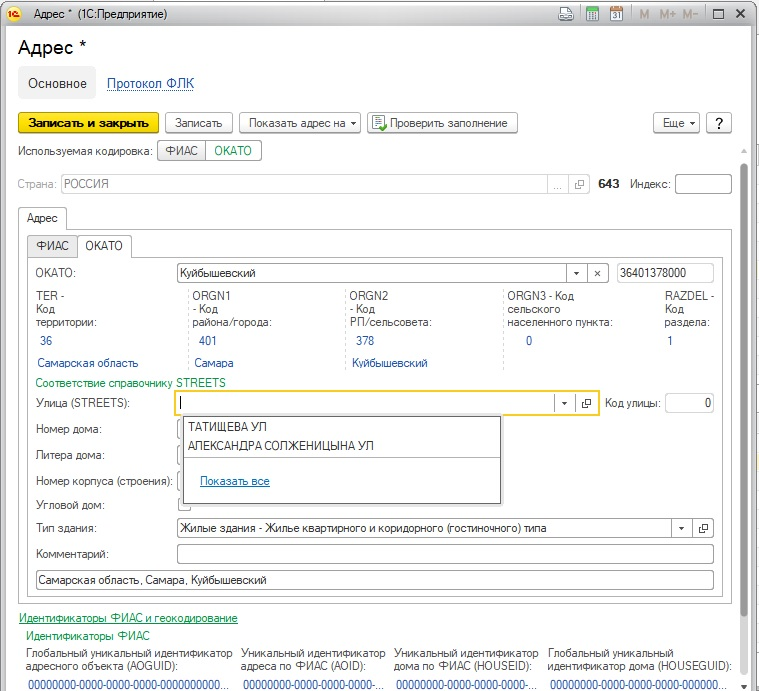 Адрес * (1С:Предприятие)
M M+ M-
Адрес *
Основное Протокол ФЛК
Записать и закрыть Записать Показать адрес на Проверить заполнение Еще ?
Используемая кодировка: ФИАС ОКАТО
Страна: РОССИЯ ... 643 Индекс:
Адрес
ФИАС ОКАТО
ОКАТО: Куйбышевский 36401378000
TER - ORGN1 ORGN2 ORGN3 - Код RAZDEL -
Код - Код - Код сельского Код
территории: района/города: РП/сельсовета: населенного пункта: раздела:
36 401 378 0 1
Самарская область Самара Куйбышевский
Соответствие справочнику STREETS
Улица (STREETS): Код улицы: 0
Номер дома: ТАТИЩЕВА УЛ
АЛЕКСАНДРА СОЛЖЕНИЦЫНА УЛ
Литера дома:
Номер корпуса (строения): Показать все
Угловой дом:
Тип здания: Жилые здания - Жилье квартирного и коридорного (гостиночного) типа
Комментарий:
Самарская область, Самара, Куйбышевский
Идентификаторы ФИАС и геокодирование
Идентификаторы ФИАС
Глобальный уникальный идентификатор Уникальный идентификатор Уникальный идентификатор Глобальный уникальный
адресного объекта (AOGUID): адреса по ФИАС (AOID): дома по ФИАС (HOUSEID): идентификатор дома (HOUSEGUID):
00000000-0000-0000-0000-0000000000... 00000000-0000-0000-0000-... 00000000-0000-0000-0000-... 00000000-0000-0000-0000-000000...